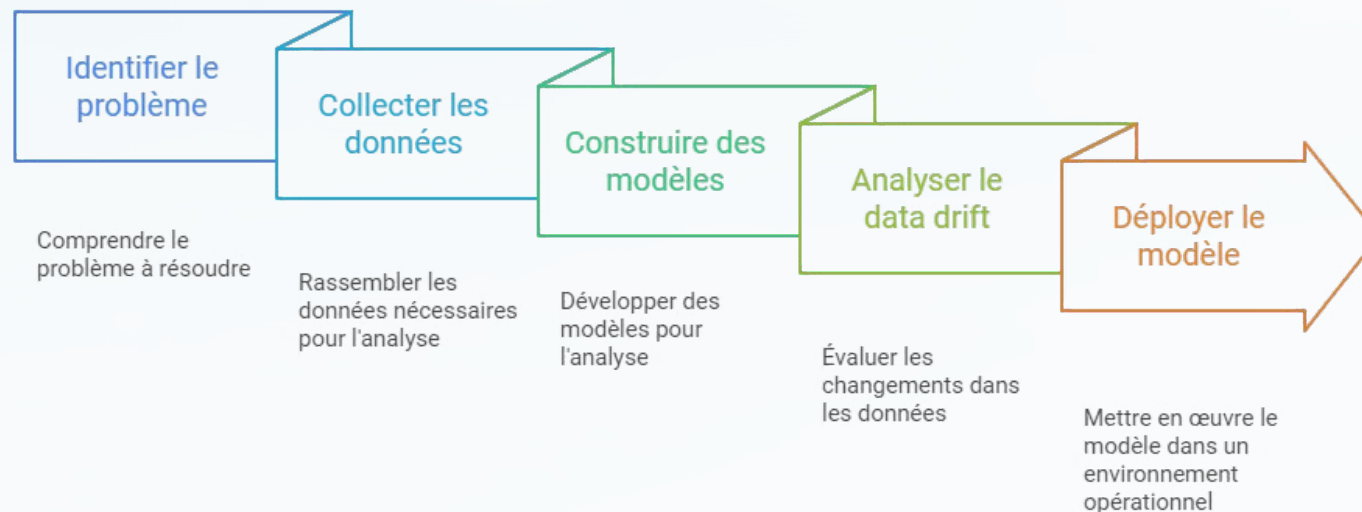 Identifier le
problème
Comprendre le
problème à résoudre
Collecter les
données
Rassembler les
données nécessaires
pour l'analyse
Construire des
modèles
Développer des
modèles pour
l'analyse
Analyser le
data drift
Évaluer les
changements dans
les données
Déployer le
modèle
Mettre en œuvre le
modèle dans un
environnement
opérationnel